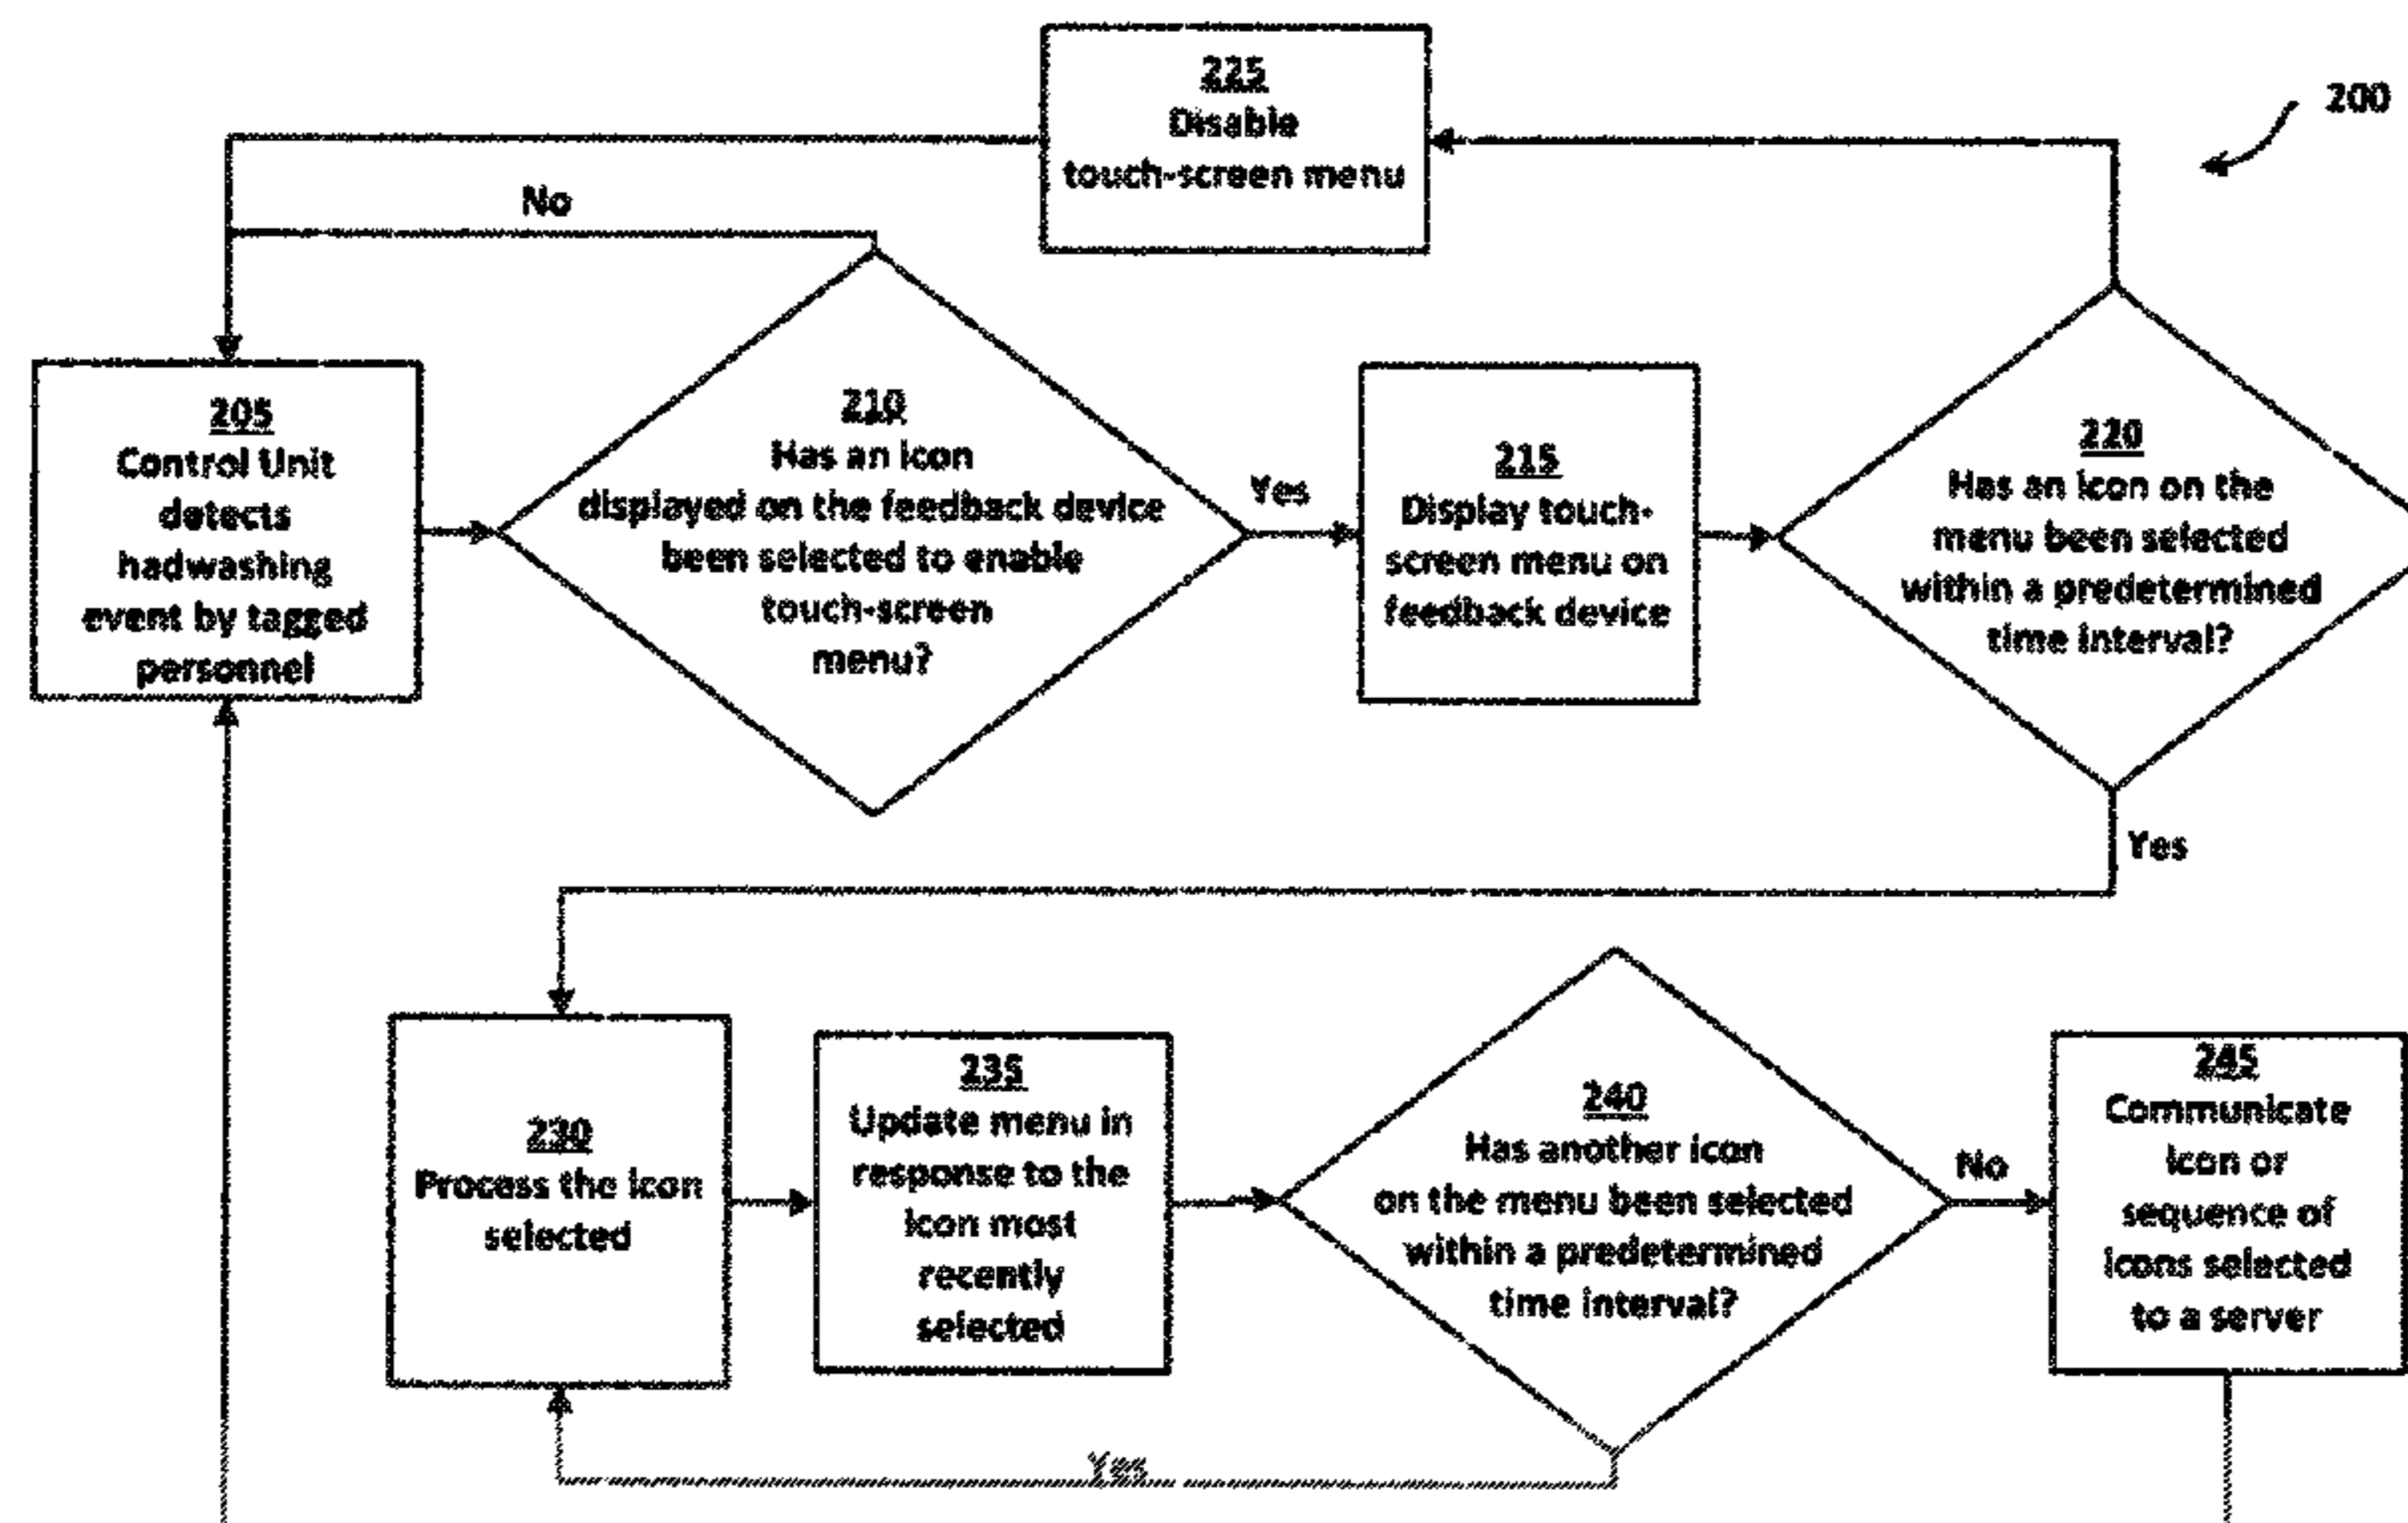 225
Disable
touch-screen menu
200
No
205
Control Unit
detects
hadwashing
event by tagged
personnel
210
Has an icon
displayed on the feedback device
been selected to enable
touch-screen
menu?
Yes
215
Display touch-
screen menu on
feedback device
220
Has an icon on the
menu been selected
within a predetermined
time interval?
Yes
230
Process the icon
selected
235
Update menu in
response to the
icon most
recently
selected
240
Has another icon
on the menu been selected
within a predetermined
time interval?
No
245
Communicate
icon or
sequence of
icons selected
to a server
Yes